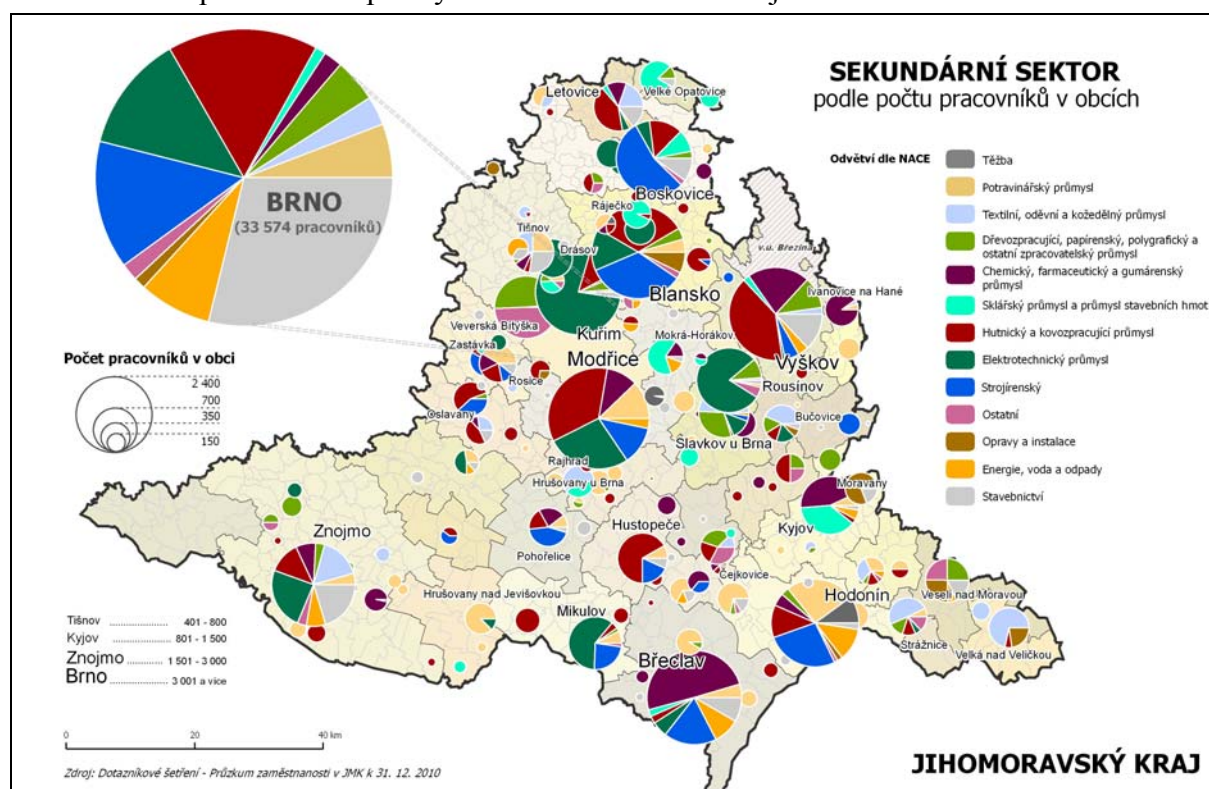 SEKUNDÁRNÍ SEKTOR
podle počtu pracovníků v obcích
Odvětví dle NACE
Těžba
Potravinářský průmysl
Textilní, oděvní a kožedělný průmysl
Dřevozpracující, papírenský, polygrafický a
ostatní zpracovatelský průmysl
Chemický, farmaceutický a gumárenský
průmysl
Sklářský průmysl a průmysl stavebních hmot
Hutnický a kovozpracující průmysl
Elektrotechnický průmysl
Strojírenský
Ostatní
Opravy a instalace
Energie, voda a odpady
Stavebnictví
BRNO
(33 574 pracovníků)
Letovice
Velké Opatovice
Boskovice
Ráječko
Tišnov
Drásov
v.ú. Březina
Blansko
Ivanovice na Hané
Veverská Bítýška
Kuřim
Mokrá-Horákov
Zastávka
Modřice
Vyškov
Rosice
Rousínov
Oslavany
Bučovice
Slavkov u Brna
Rajhrad
Hrušovany u Brna
Moravany
Znojmo
Hustopeče
Kyjov
Pohořelice
Čejkovice
Hrušovany nad Jevišovkou
Mikulov
Hodonín
Veselí nad Moravou
Strážnice
Velká nad Veličkou
Břeclav
Počet pracovníků v obci
2 400
700
350
150
Tišnov ..................... 401 - 800
Kyjov ..................... 801 - 1 500
Znojmo ............. 1 501 - 3 000
Brno .................. 3 001 a více
0 20 40 km
Zdroj: Dotazníkové šetření - Průzkum zaměstnanosti v JMK k 31. 12. 2010
JIHOMORAVSKÝ KRAJ